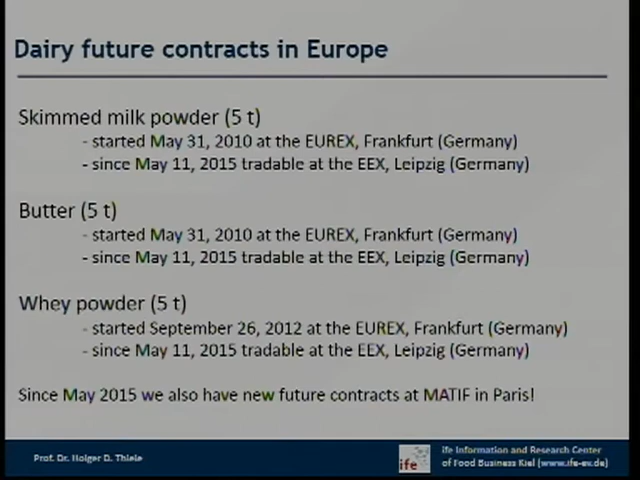 Dairy future contracts in Europe
Skimmed milk powder (5 t)
- started May 31, 2010 at the EUREX, Frankfurt (Germany)
- since May 11, 2015 tradable at the EEX, Leipzig (Germany)
Butter (5 t)
- started May 31, 2010 at the EUREX, Frankfurt (Germany)
- since May 11, 2015 tradable at the EEX, Leipzig (Germany)
Whey powder (5 t)
- started September 26, 2012 at the EUREX, Frankfurt (Germany)
- since May 11, 2015 tradable at the EEX, Leipzig (Germany)
Since May 2015 we also have new future contracts at MATIF in Paris!
Prof. Dr. Holger D. Thiele
ife
ife Information and Research Center
of Food Business Kiel (www.ife-ev.de)